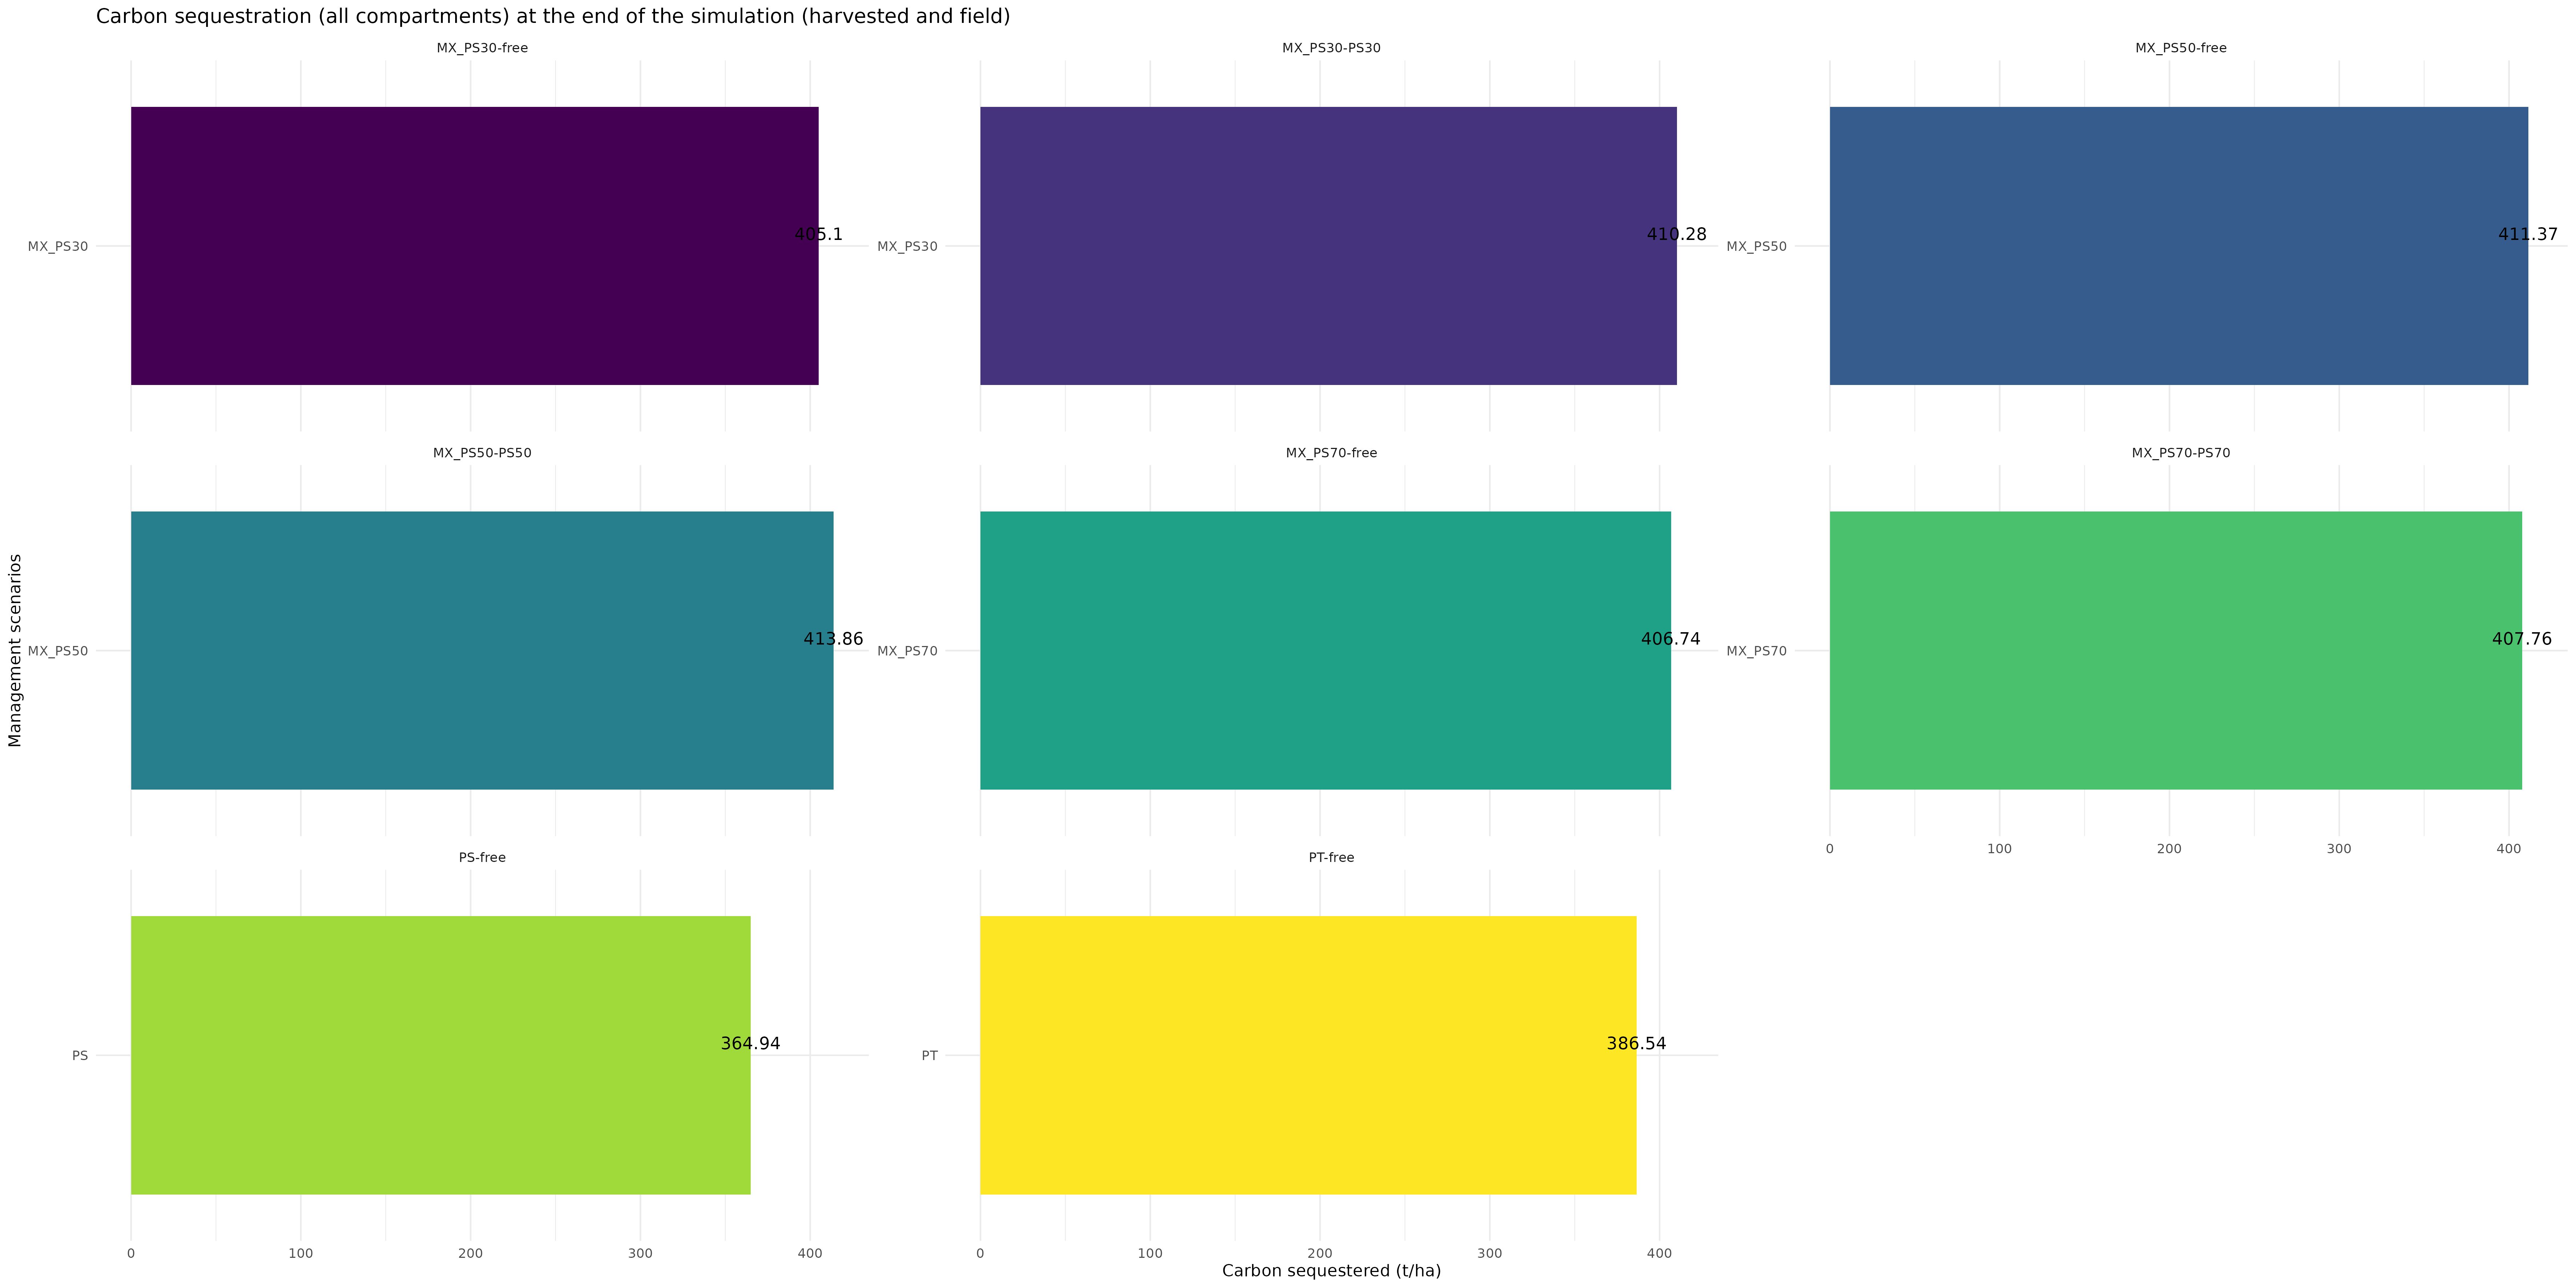 Carbon sequestration (all compartments) at the end of the simulation (harvested and field)
MX_PS30-free
MX_PS30-PS30
MX_PS50-free
MX_PS30
405.1
MX_PS30
410.28
MX_PS50
411.37
MX_PS50-PS50
MX_PS70-free
MX_PS70-PS70
Management scenarios
MX_PS50
413.86
MX_PS70
406.74
MX_PS70
407.76
0 100 200 300 400
PS-free
PT-free
PS
364.94
PT
386.54
0 100 200 300 400
0 100 200 300 400
Carbon sequestered (t/ha)